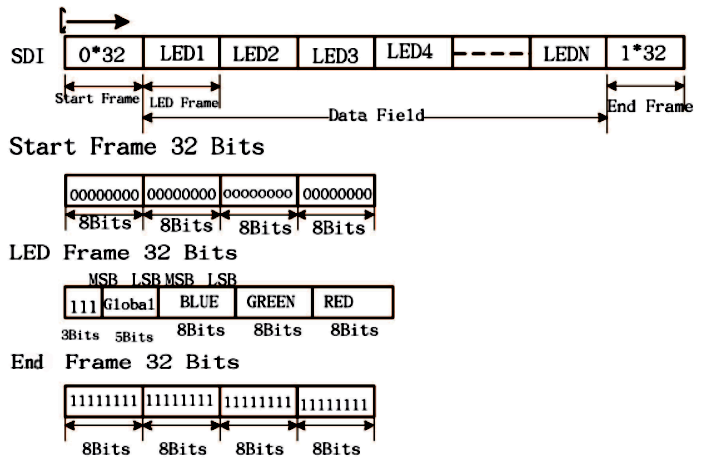 SDI 0*32 LED1 LED2 LED3 LED4 LEDN 1*32
Start Frame LED Frame Data Field End Frame
Start Frame 32 Bits
00000000 00000000 00000000 00000000
8Bits 8Bits 8Bits 8Bits
LED Frame 32 Bits
MSB LSB MSB LSB
111 Global BLUE GREEN RED
3Bits 5Bits 8Bits 8Bits 8Bits
End Frame 32 Bits
11111111 11111111 11111111 11111111
8Bits 8Bits 8Bits 8Bits